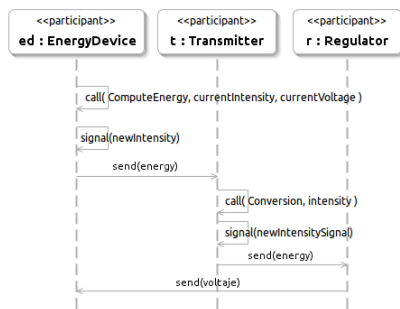 <<participant>> <<participant>> <<participant>>
ed : EnergyDevice t : Transmitter r : Regulator
call( ComputeEnergy, currentIntensity, currentVoltage )
signal(newIntensity)
send(energy)
call( Conversion, intensity )
signal(newIntensitySignal)
send(energy)
send(voltaje)